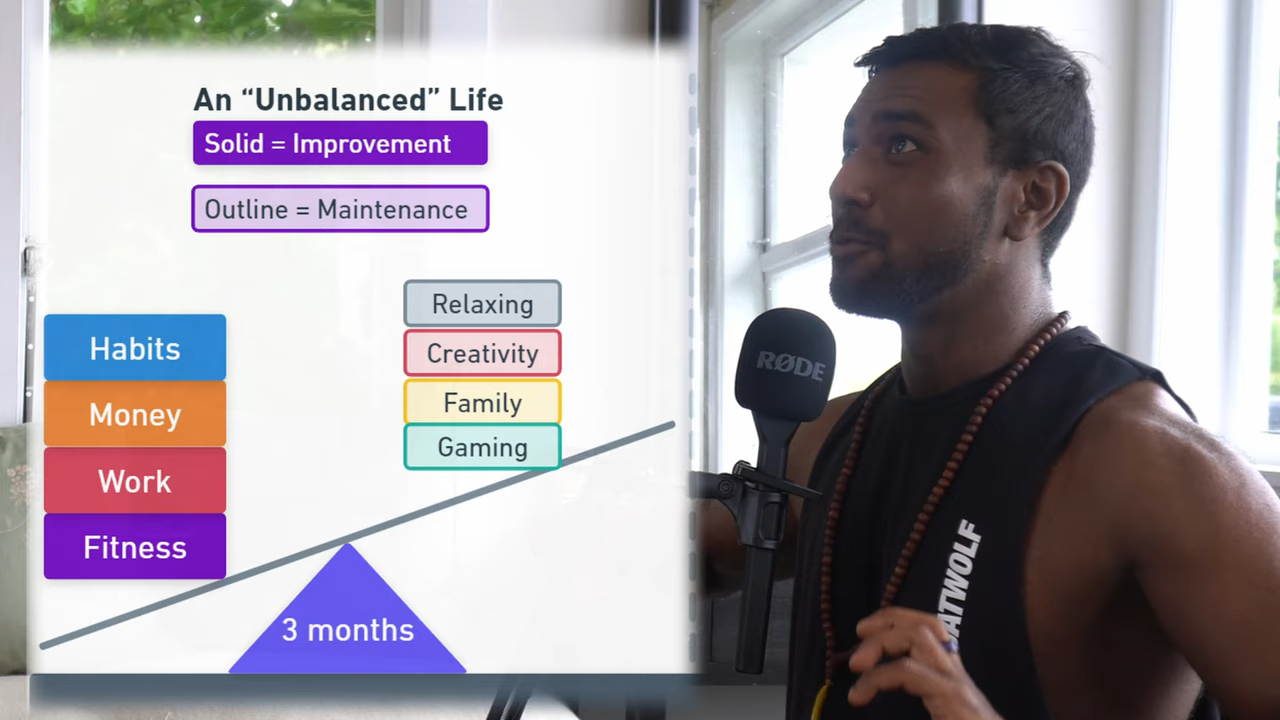 An “Unbalanced” Life
Solid = Improvement
Outline = Maintenance
Relaxing
Creativity
Family
Gaming
Habits
Money
Work
Fitness
3 months
RØDE
ATWOLF